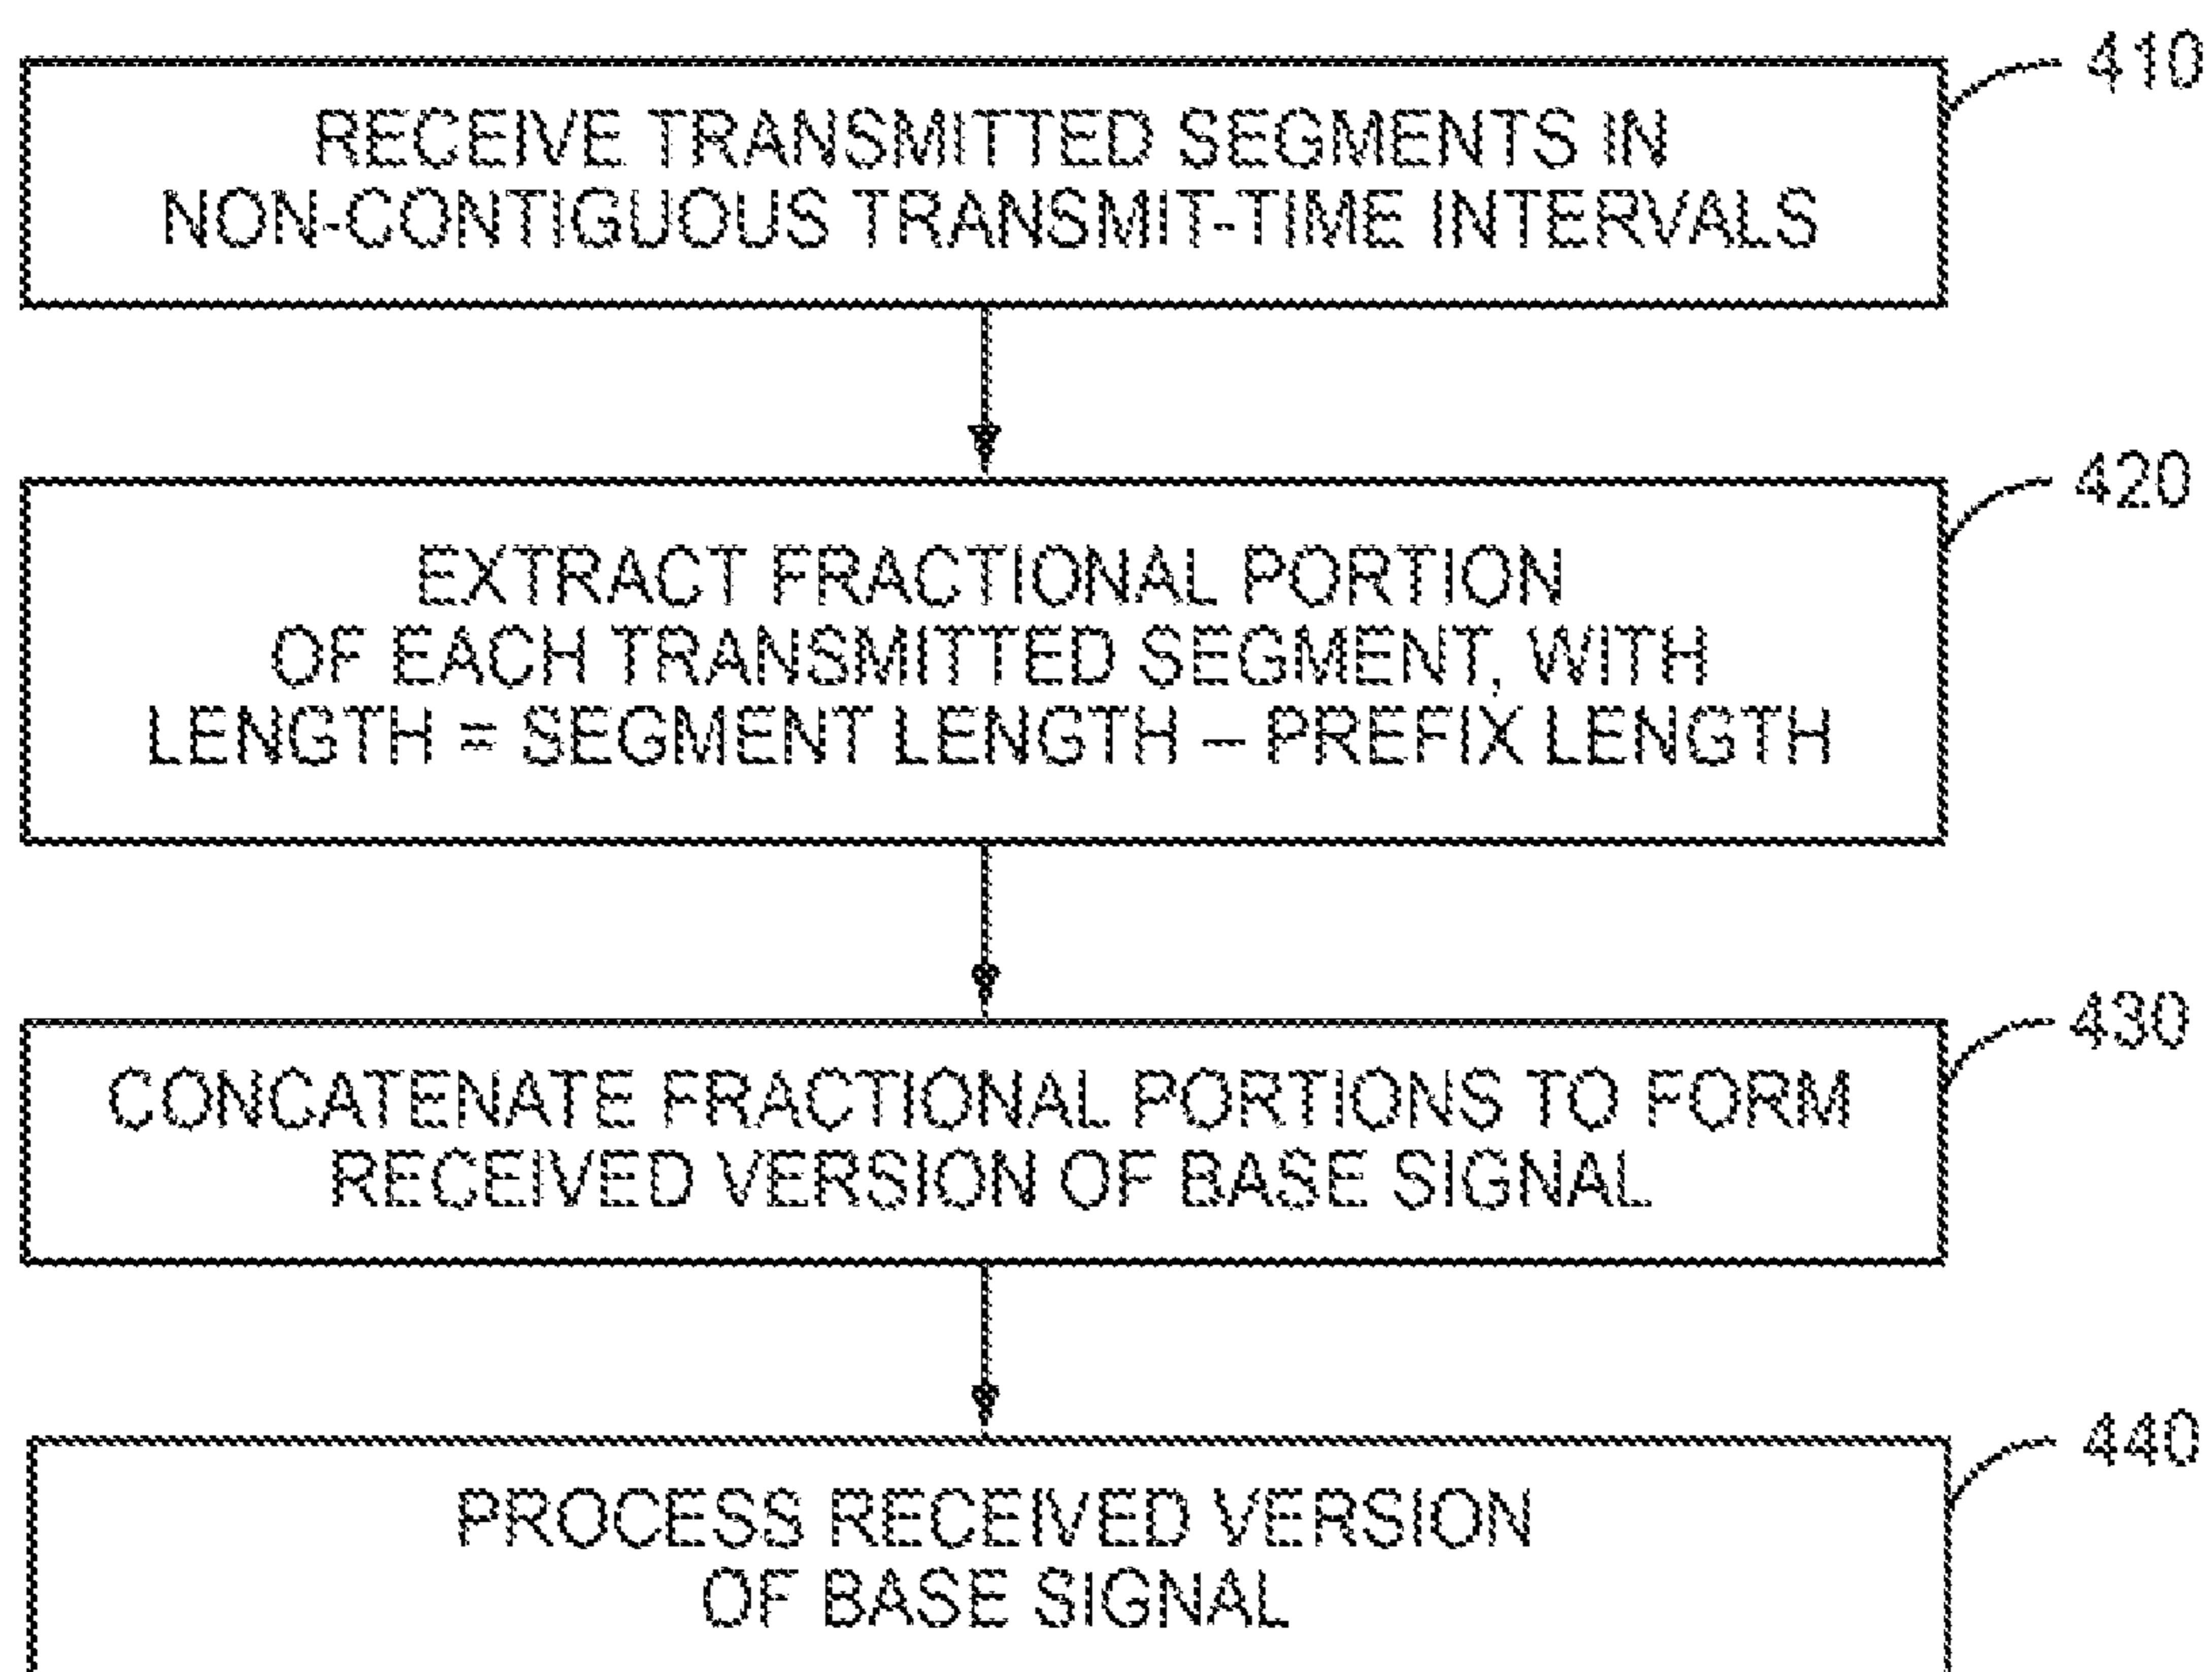 410
RECEIVE TRANSMITTED SEGMENTS IN
NON-CONTIGUOUS TRANSMIT-TIME INTERVALS
420
EXTRACT FRACTIONAL PORTION
OF EACH TRANSMITTED SEGMENT, WITH
LENGTH = SEGMENT LENGTH – PREFIX LENGTH
430
CONCATENATE FRACTIONAL PORTIONS TO FORM
RECEIVED VERSION OF BASE SIGNAL
440
PROCESS RECEIVED VERSION
OF BASE SIGNAL